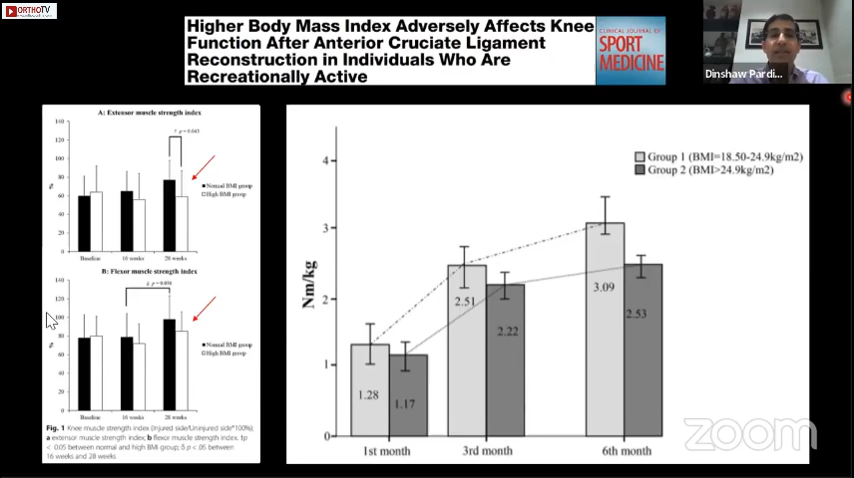 ORTHOTV
Higher Body Mass Index Adversely Affects Knee
Function After Anterior Cruciate Ligament
Reconstruction in Individuals Who Are
Recreationally Active
CLINICAL JOURNAL OF
SPORT
MEDICINE
Dinshaw Pardi...
A: Extensor muscle strength index
140
120
100
80
60
40
20
0
%
Normal BMI group
High BMI group
Baseline
16 weeks
28 weeks
B: Flexor muscle strength index
140
120
100
80
60
40
20
0
%
Normal BMI group
High BMI group
Baseline
16 weeks
28 weeks
Fig. 1 Knee muscle strength index (Injured side/Uninjured side*100%);
a extensor muscle strength index; b flexor muscle strength index. †p
< 0.05 between normal and high BMI group; δ p < .05 between
16 weeks and 28 weeks
Group 1 (BMI=18.50-24.9kg/m2)
Group 2 (BMI>24.9kg/m2)
Nm/kg
4
3
2
1
0
1.28
1.17
2.51
2.22
3.09
2.53
1st month
3rd month
6th month
zoom